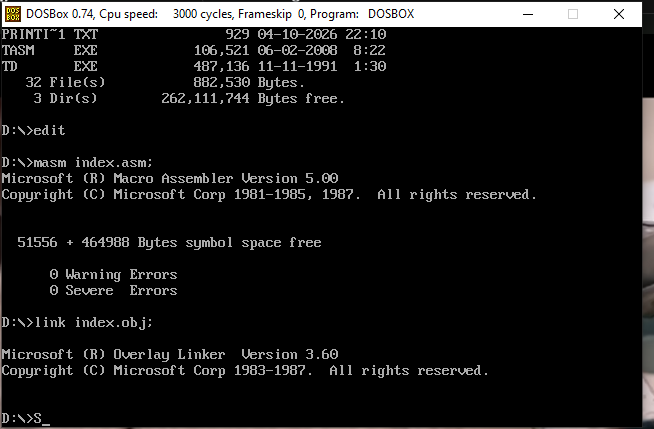 DOSBox 0.74, Cpu speed: 3000 cycles, Frameskip 0, Program: DOSBOX
PRINTI~1 TXT 929 04-10-2026 22:10
TASM EXE 106,521 06-02-2008 8:22
TD EXE 487,136 11-11-1991 1:30
32 File(s) 882,530 Bytes.
3 Dir(s) 262,111,744 Bytes free.
D:\>edit
D:\>masm index.asm;
Microsoft (R) Macro Assembler Version 5.00
Copyright (C) Microsoft Corp 1981-1985, 1987. All rights reserved.
51556 + 464988 Bytes symbol space free
0 Warning Errors
0 Severe Errors
D:\>link index.obj;
Microsoft (R) Overlay Linker Version 3.60
Copyright (C) Microsoft Corp 1983-1987. All rights reserved.
D:\>S_